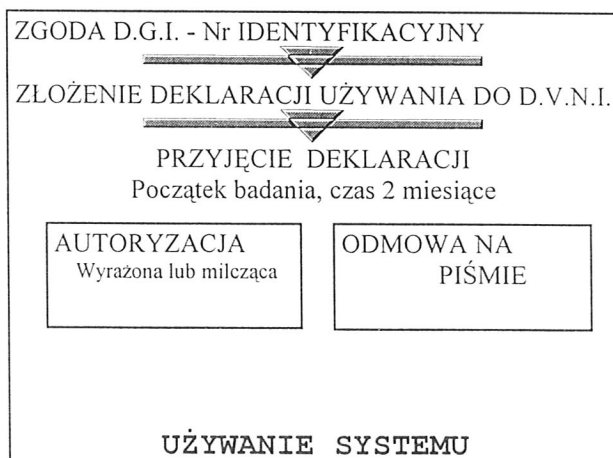 ZGODA D.G.I. - Nr IDENTYFIKACYJNY
ZŁOŻENIE DEKLARACJI UŻYWANIA DO D.V.N.I.
PRZYJĘCIE DEKLARACJI
Początek badania, czas 2 miesiące
AUTORYZACJA
Wyrażona lub milcząca
ODMOWA NA
PIŚMIE
UŻYWANIE SYSTEMU